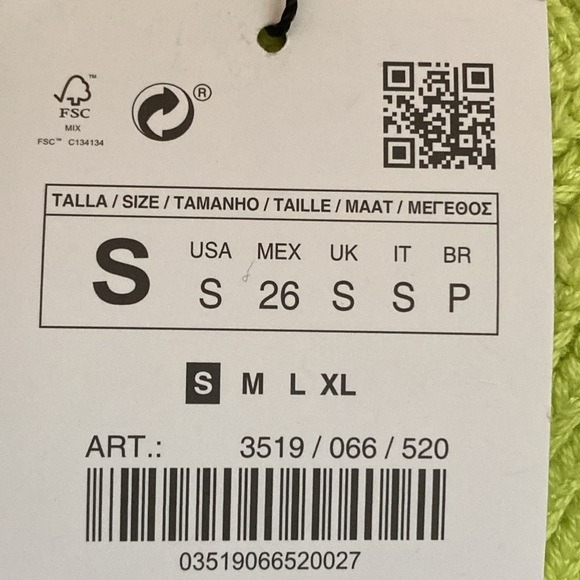 FSC™
MIX
FSC™ C134134
®
TALLA / SIZE / TAMANHO / TAILLE / MAAT / ΜΕΓΕΘΟΣ
S
USA MEX UK IT BR
S 26 S S P
S M L XL
ART.: 3519 / 066 / 520
03519066520027